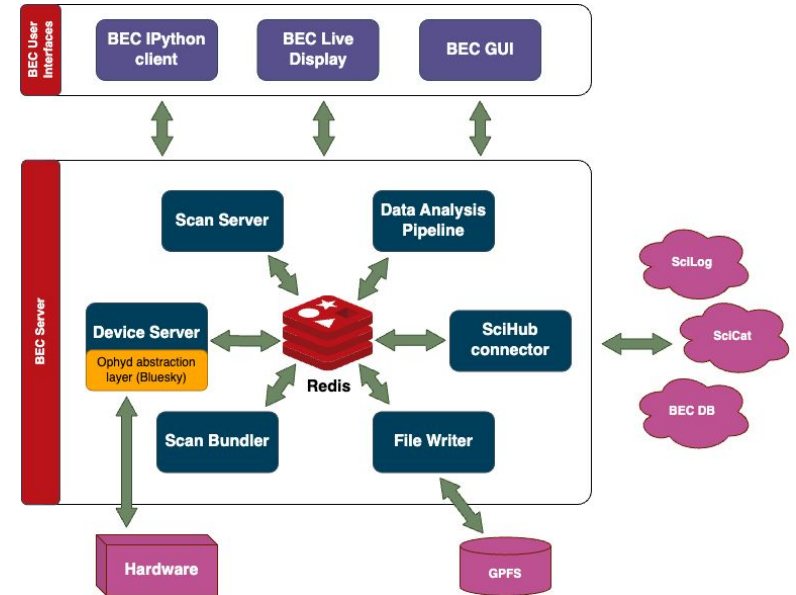 BEC User
Interfaces
BEC IPython
client
BEC Live
Display
BEC GUI
BEC Server
Scan Server
Data Analysis
Pipeline
Device Server
Ophyd abstraction
layer (Bluesky)
Redis
SciHub
connector
Scan Bundler
File Writer
SciLog
SciCat
BEC DB
Hardware
GPFS